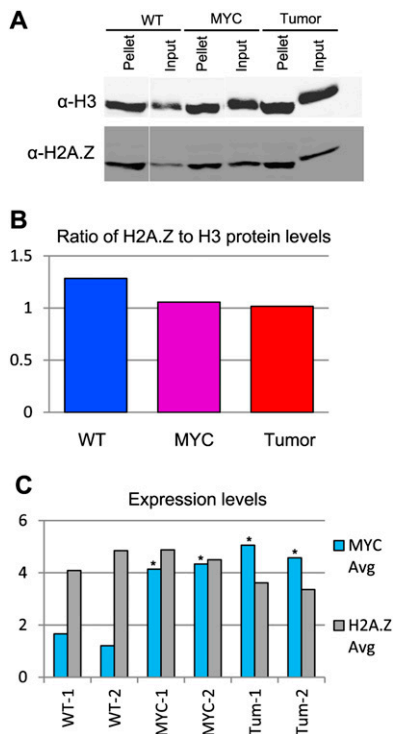 A
WT MYC Tumor
Pellet Input Pellet Input Pellet Input
α-H3
α-H2A.Z
B
Ratio of H2A.Z to H3 protein levels
1.5
1
0.5
0
WT MYC Tumor
C
Expression levels
6
4
2
0
* * * *
MYC
Avg
H2A.Z
Avg
WT-1 WT-2 MYC-1 MYC-2 Tum-1 Tum-2